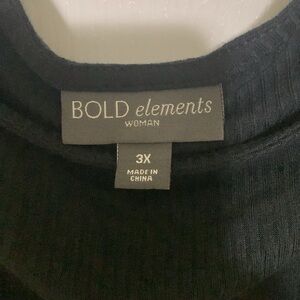 BOLD elements
WOMAN
3X
MADE IN
CHINA